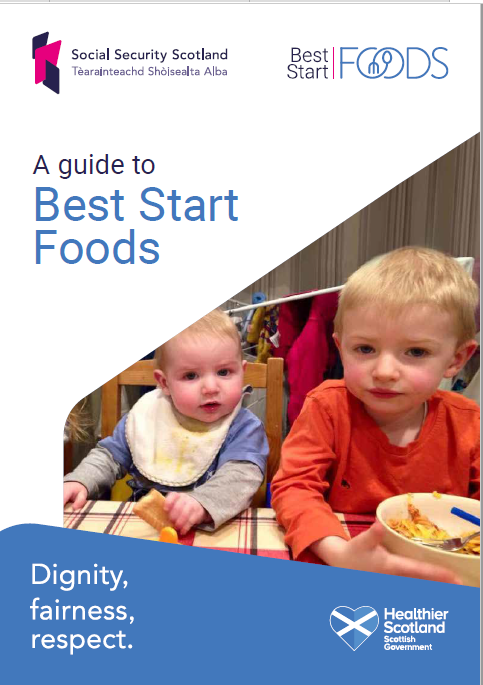 Social Security Scotland
Tèarainteachd Shòisealta Alba
Best
Start
FOODS
A guide to
Best Start
Foods
Dignity,
fairness,
respect.
Healthier
Scotland
Scottish
Government